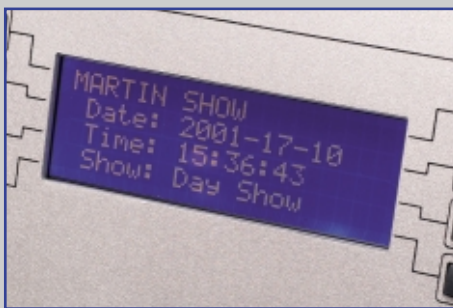 MARTIN SHOW
Date: 2001-17-10
Time: 15:36:43
Show: Day Show